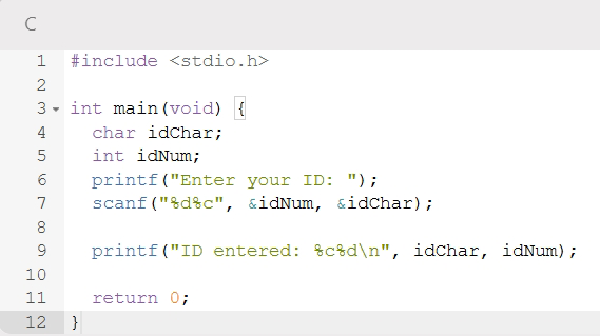 C
1 #include <stdio.h>
2
3 int main(void) {
4 char idChar;
5 int idNum;
6 printf("Enter your ID: ");
7 scanf("%d%c", &idNum, &idChar);
8
9 printf("ID entered: %c%d\n", idChar, idNum);
10
11 return 0;
12 }